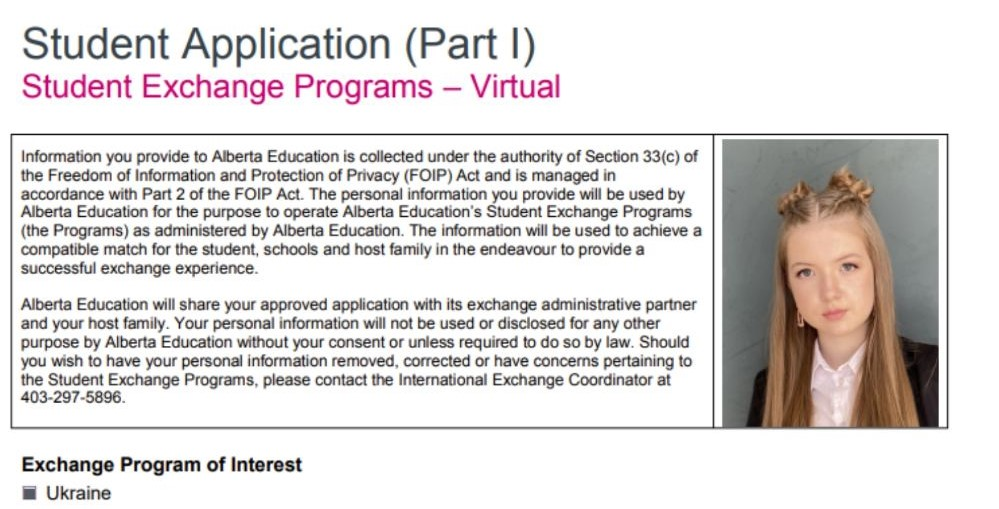 Student Application (Part I)
Student Exchange Programs – Virtual
Information you provide to Alberta Education is collected under the authority of Section 33(c) of
the Freedom of Information and Protection of Privacy (FOIP) Act and is managed in
accordance with Part 2 of the FOIP Act. The personal information you provide will be used by
Alberta Education for the purpose to operate Alberta Education's Student Exchange Programs
(the Programs) as administered by Alberta Education. The information will be used to achieve a
compatible match for the student, schools and host family in the endeavour to provide a
successful exchange experience.
Alberta Education will share your approved application with its exchange administrative partner
and your host family. Your personal information will not be used or disclosed for any other
purpose by Alberta Education without your consent or unless required to do so by law. Should
you wish to have your personal information removed, corrected or have concerns pertaining to
the Student Exchange Programs, please contact the International Exchange Coordinator at
403-297-5896.
Exchange Program of Interest
Ukraine